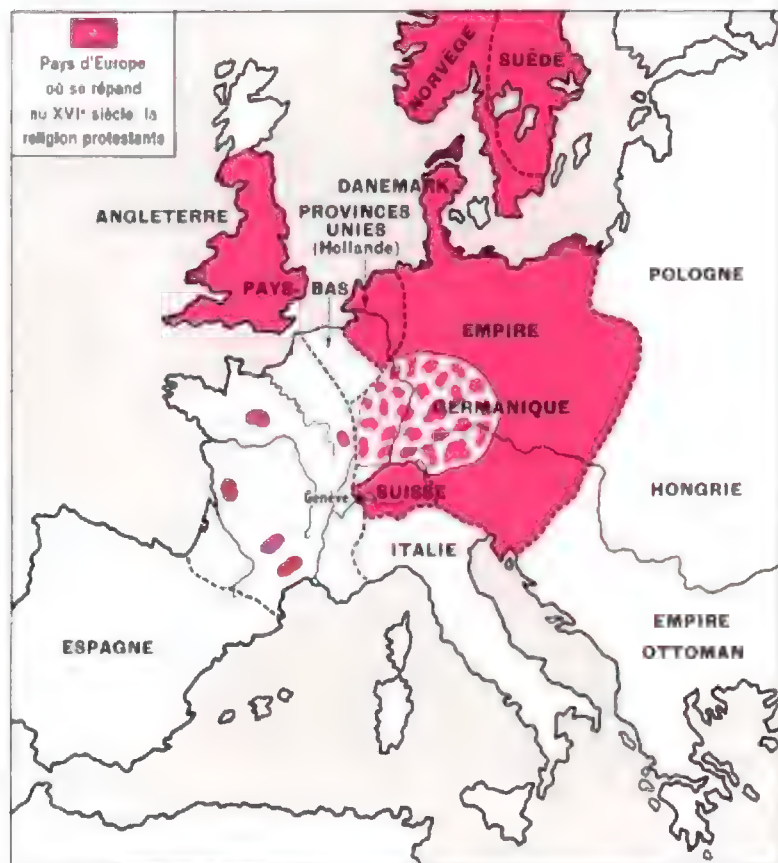 Pays d'Europe
où se répand
au XVIᵉ siècle la
religion protestante
NORVÈGE
SUÈDE
DANEMARK
ANGLETERRE
PROVINCES
UNIES
(Hollande)
POLOGNE
PAYS-BAS
EMPIRE
GERMANIQUE
Genève
SUISSE
HONGRIE
ITALIE
ESPAGNE
EMPIRE
OTTOMAN